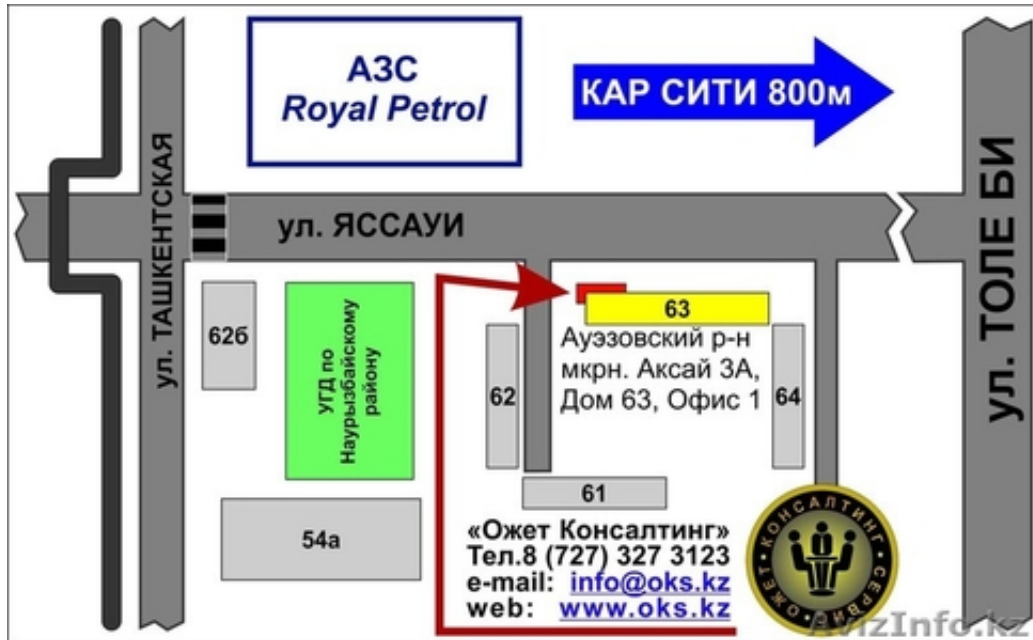 АЗС
Royal Petrol
КАР СИТИ 800м
ул. ТАШКЕНТСКАЯ
ул. ЯССАУИ
ул. ТОЛЕ БИ
62б
УГД по
Наурызбайскому
району
63
Ауэзовский р-н
мкрн. Аксай 3А,
Дом 63, Офис 1
62
64
61
54а
«Ожет Консалтинг»
Тел.8 (727) 327 3123
e-mail: info@oks.kz
web: www.oks.kz
ОЖЕТ • КОНСАЛТИНГ • СЕРВИС •
AvizInfo.kz